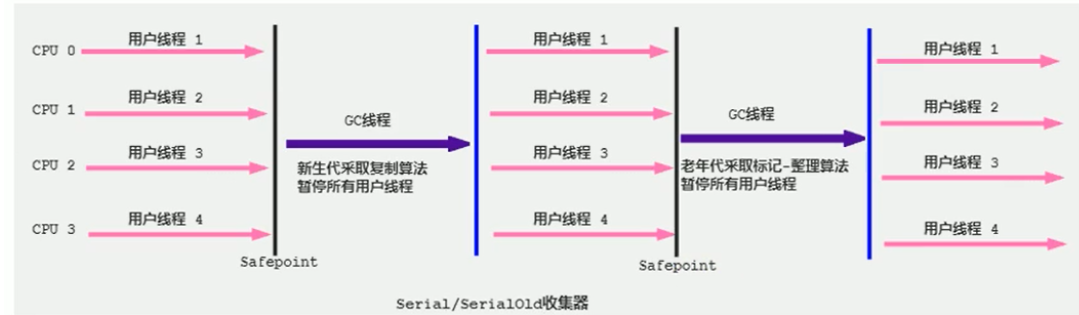 CPU 0 用户线程 1 用户线程 1 用户线程 1
CPU 1 用户线程 2 用户线程 2 用户线程 2
GC线程 GC线程
CPU 2 用户线程 3 用户线程 3 用户线程 3
新生代采取复制算法 老年代采取标记-整理算法
暂停所有用户线程 暂停所有用户线程
CPU 3 用户线程 4 用户线程 4 用户线程 4
Safepoint Safepoint
Serial/SerialOld收集器